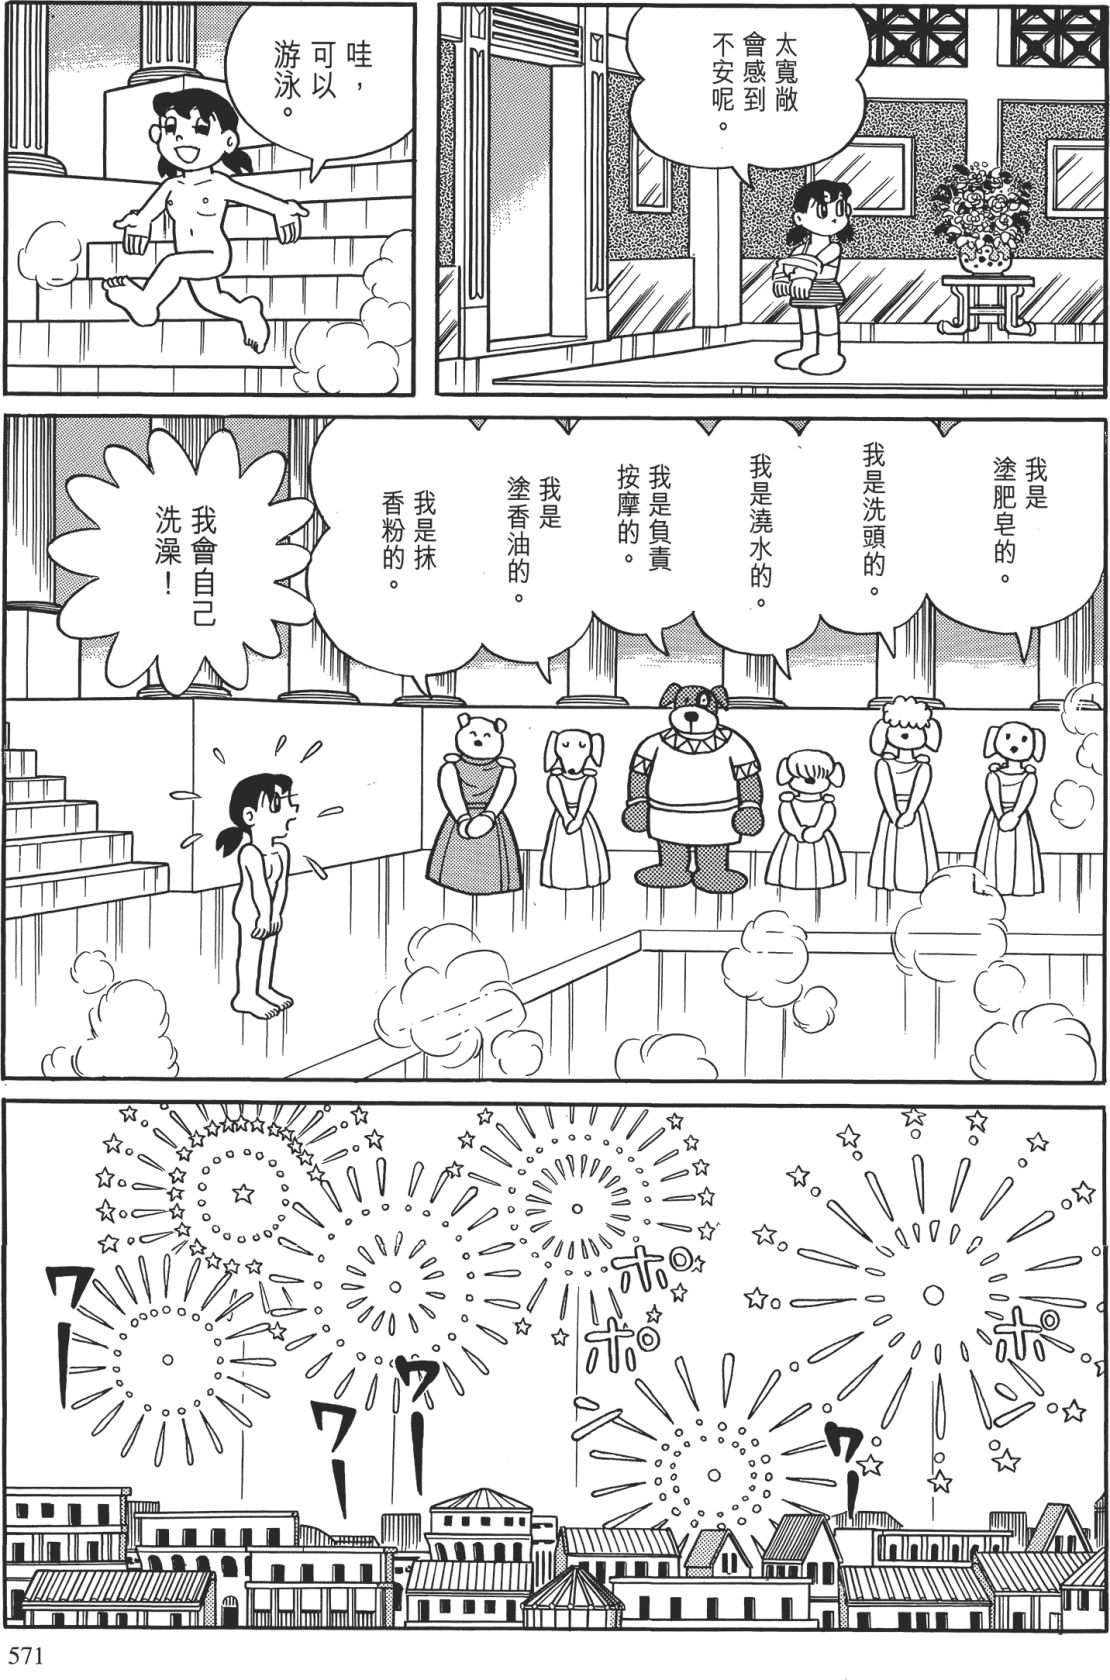 太寬敞
會感到
不安呢。
哇，
可以
游泳。
我是
塗肥皂的。
我是洗頭的。
我是澆水的。
我是負責
按摩的。
我是
塗香油的。
我是抹
香粉的。
我會自己
洗澡！
ポ
ポ
ポ
ワー
ワー
ワー
ワー
571